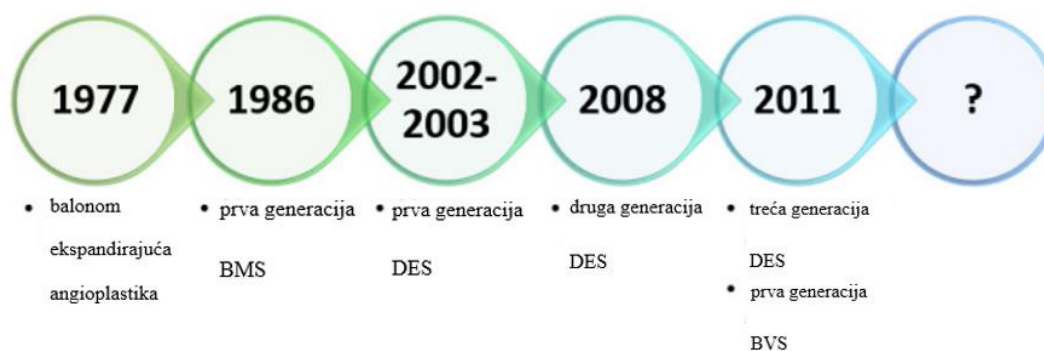 1977
1986
2002-
2003
2008
2011
?
• balonom
ekspandirajuća
angioplastika
• prva generacija
BMS
• prva generacija
DES
• druga generacija
DES
• treća generacija
DES
• prva generacija
BVS